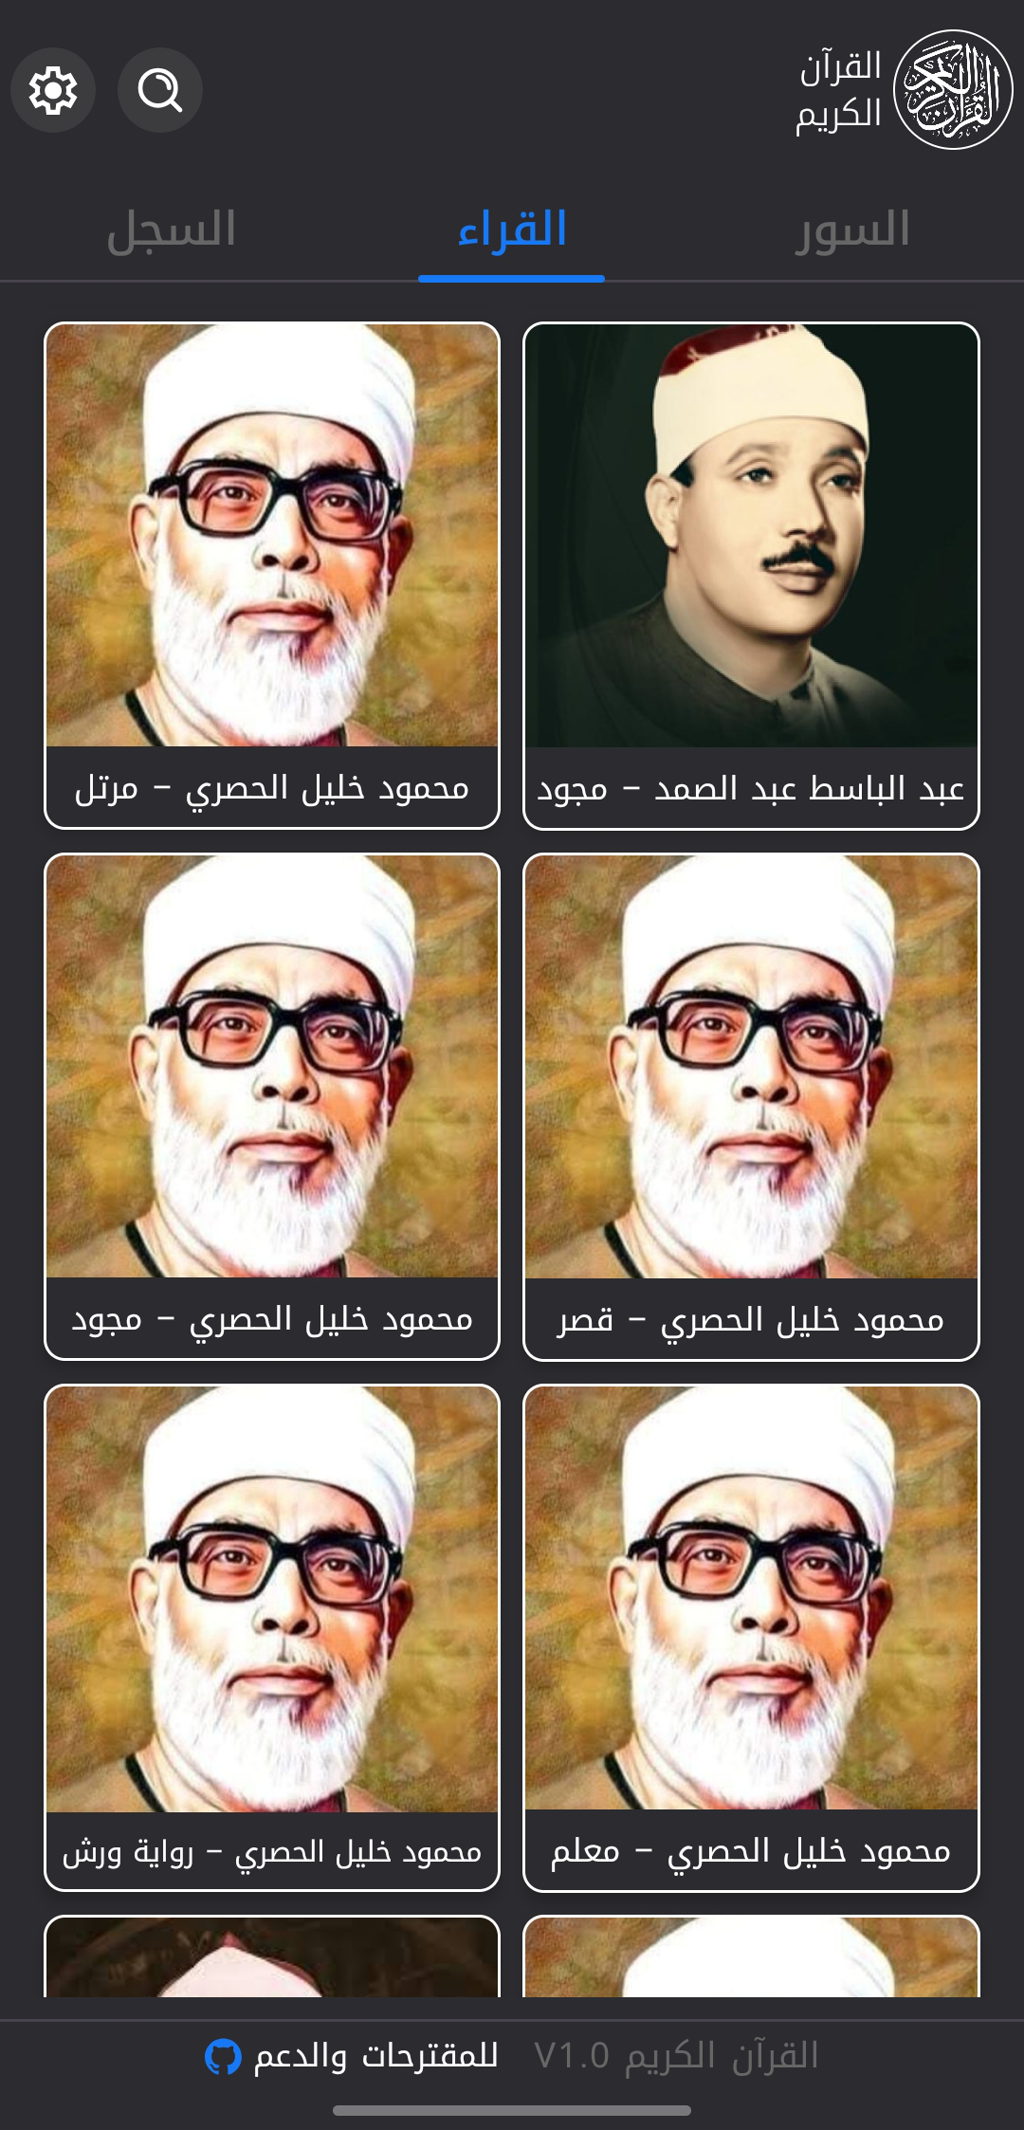 القرآن
الكريم
السور
القراء
السجل
عبد الباسط عبد الصمد – مجود
محمود خليل الحصري – مرتل
محمود خليل الحصري – قصر
محمود خليل الحصري – مجود
محمود خليل الحصري – معلم
محمود خليل الحصري – رواية ورش
القرآن الكريم V1.0
للمقترحات والدعم